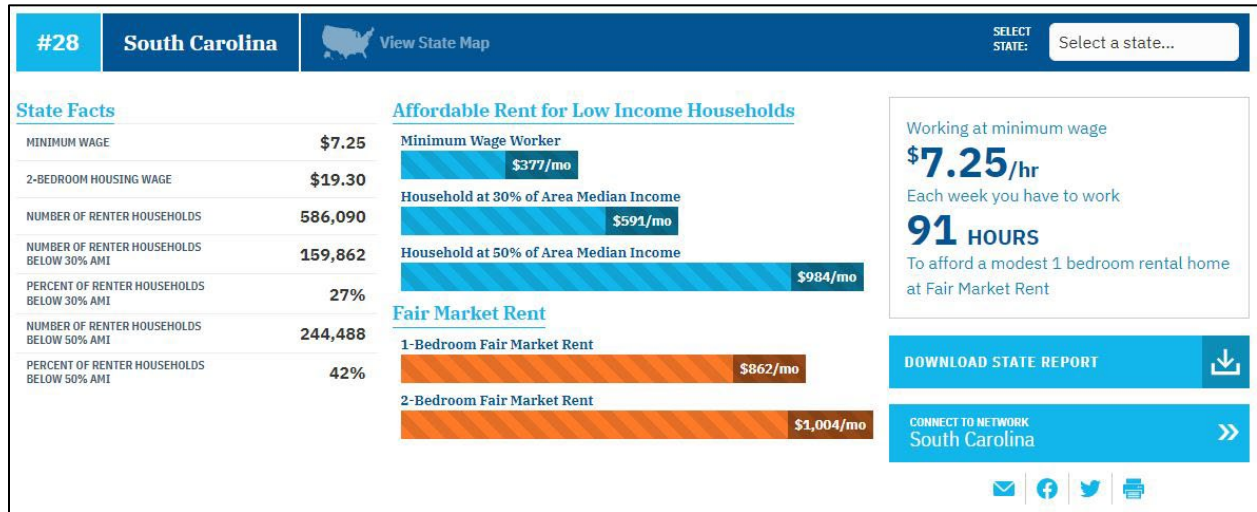 #28
South Carolina
View State Map
SELECT
STATE:
Select a state...
State Facts
MINIMUM WAGE $7.25
2-BEDROOM HOUSING WAGE $19.30
NUMBER OF RENTER HOUSEHOLDS 586,090
NUMBER OF RENTER HOUSEHOLDS
BELOW 30% AMI 159,862
PERCENT OF RENTER HOUSEHOLDS
BELOW 30% AMI 27%
NUMBER OF RENTER HOUSEHOLDS
BELOW 50% AMI 244,488
PERCENT OF RENTER HOUSEHOLDS
BELOW 50% AMI 42%
Affordable Rent for Low Income Households
Minimum Wage Worker
$377/mo
Household at 30% of Area Median Income
$591/mo
Household at 50% of Area Median Income
$984/mo
Fair Market Rent
1-Bedroom Fair Market Rent
$862/mo
2-Bedroom Fair Market Rent
$1,004/mo
Working at minimum wage
$7.25/hr
Each week you have to work
91 HOURS
To afford a modest 1 bedroom rental home
at Fair Market Rent
DOWNLOAD STATE REPORT
CONNECT TO NETWORK
South Carolina